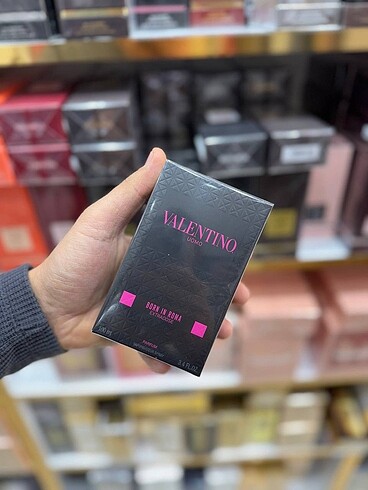 VALENTINO
UOMO
BORN IN ROMA
EXTRADOSE
PARFUM
100 ml
3.4 FL.OZ